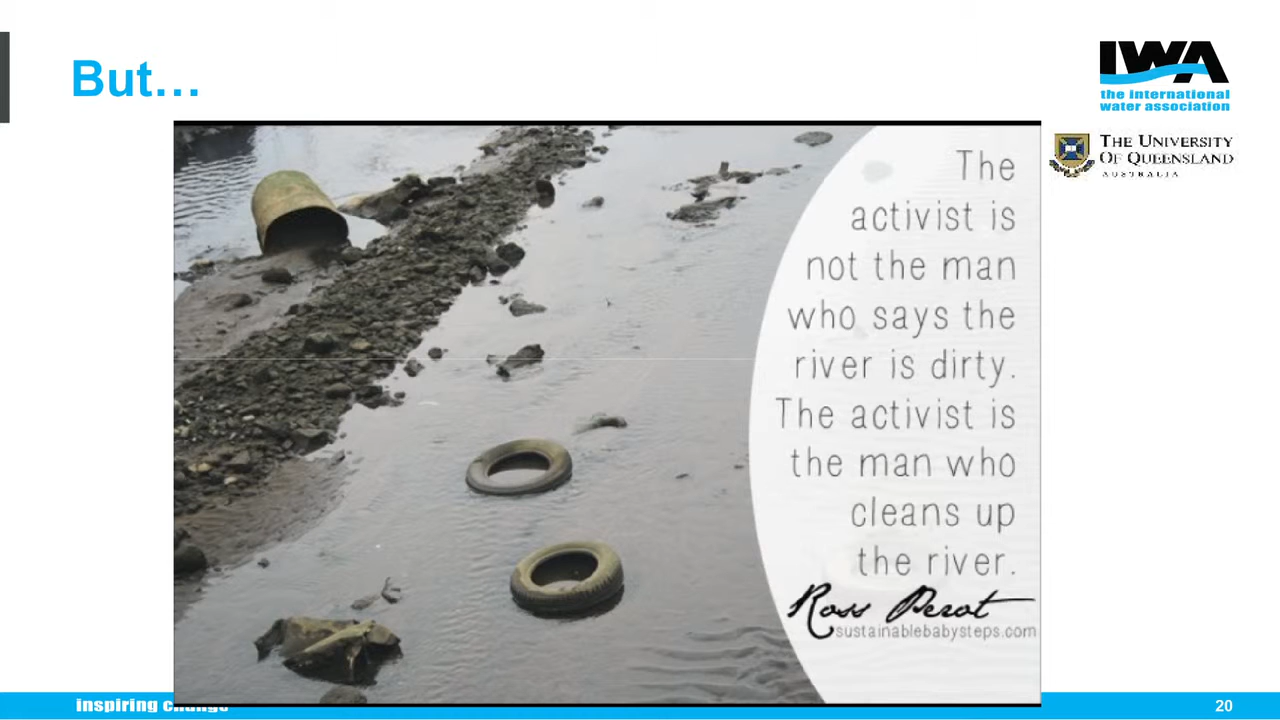 But…
IWA
the international
water association
THE UNIVERSITY
OF QUEENSLAND
AUSTRALIA
The
activist is
not the man
who says the
river is dirty.
The activist is
the man who
cleans up
the river.
Ross Perot
sustainablebabysteps.com
inspiring change
20